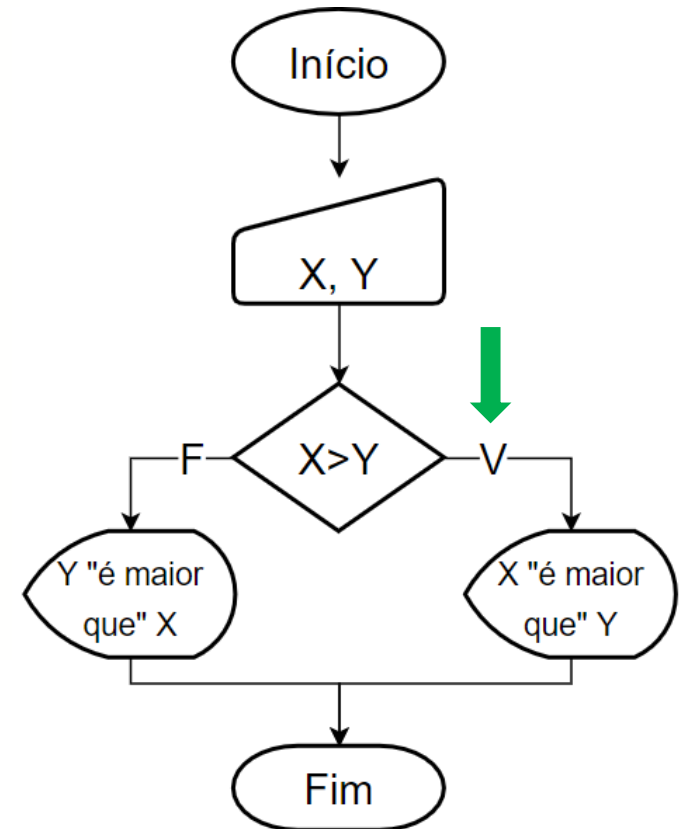 Início
X, Y
F
X>Y
V
Y "é maior
que" X
X "é maior
que" Y
Fim